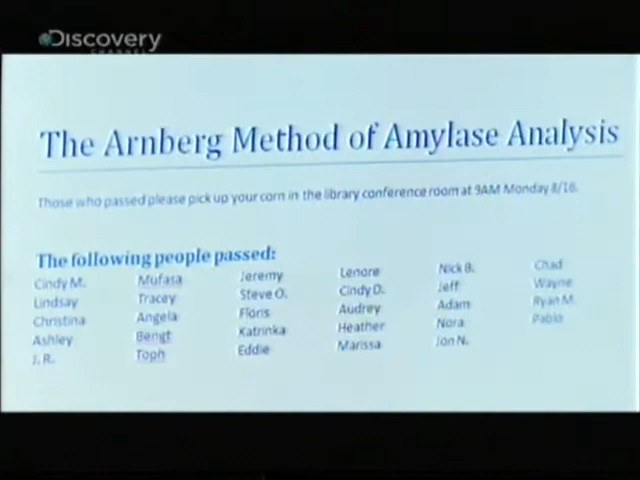 Discovery
CHANNEL
The Arnberg Method of Amylase Analysis
Those who passed please pick up your corn in the library conference room at 9AM Monday 8/16.
The following people passed:
Cindy M. Mufasa Jeremy Lenore Nick B. Chad
Lindsay Tracey Steve O. Cindy D. Jeff Wayne
Christina Angela Floris Audrey Adam Ryan M.
Ashley Bengt Katrinka Heather Nora Pablo
J. R. Toph Eddie Marissa Jon N.